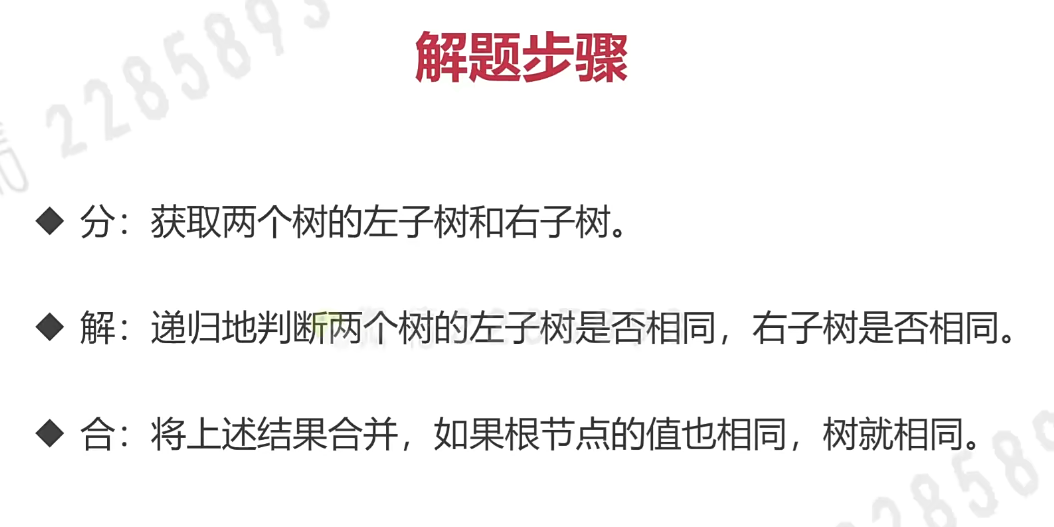 解题步骤
2285893
◆ 分：获取两个树的左子树和右子树。
◆ 解：递归地判断两个树的左子树是否相同，右子树是否相同。
◆ 合：将上述结果合并，如果根节点的值也相同，树就相同。